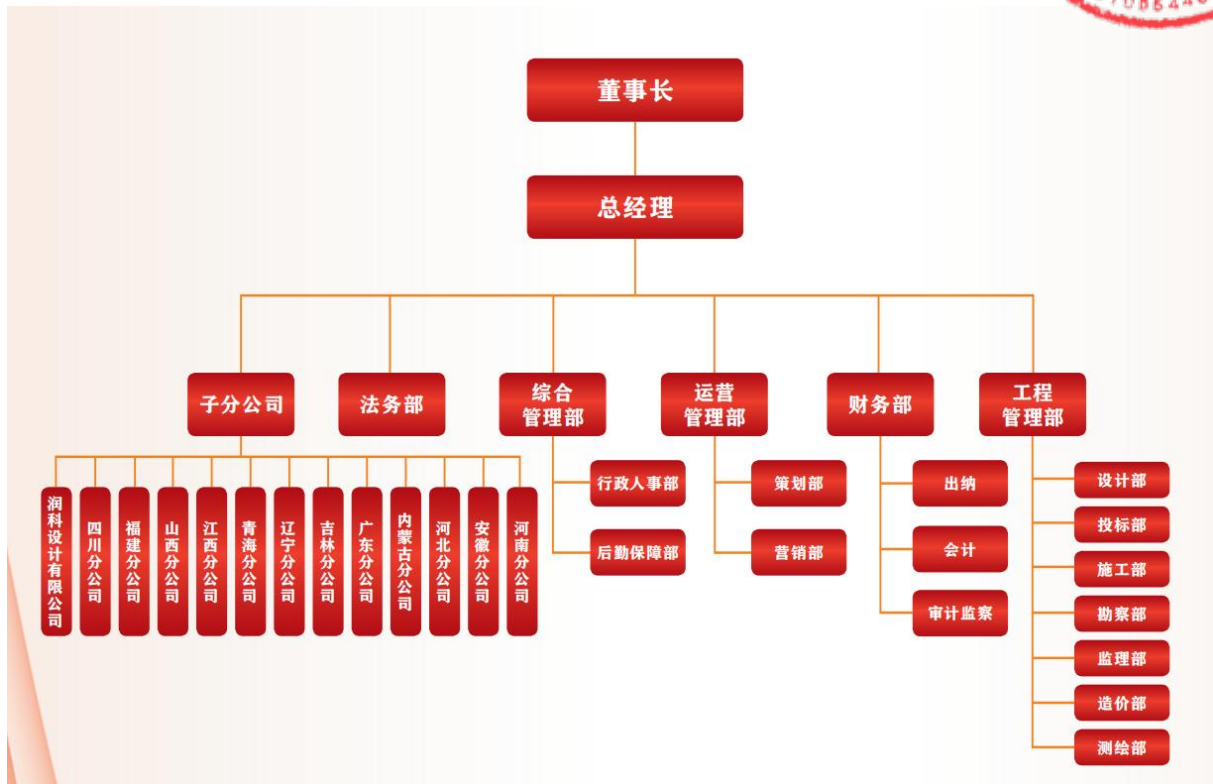 董事长
总经理
子分公司
法务部
综合
管理部
运营
管理部
财务部
工程
管理部
润科设计有限公司
四川分公司
福建分公司
山西分公司
江西分公司
青海分公司
辽宁分公司
吉林分公司
广东分公司
内蒙古分公司
河北分公司
安徽分公司
河南分公司
行政人事部
后勤保障部
策划部
营销部
出纳
会计
审计监察
设计部
投标部
施工部
勘察部
监理部
造价部
测绘部